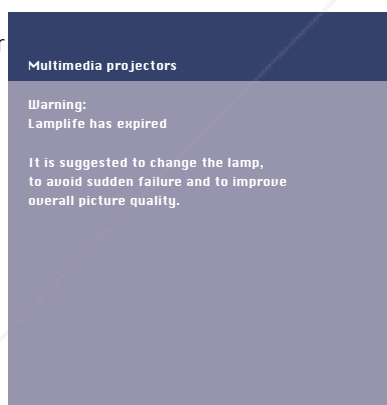 r
Multimedia projectors
Warning:
Lamplife has expired
It is suggested to change the lamp,
to avoid sudden failure and to improve
overall picture quality.